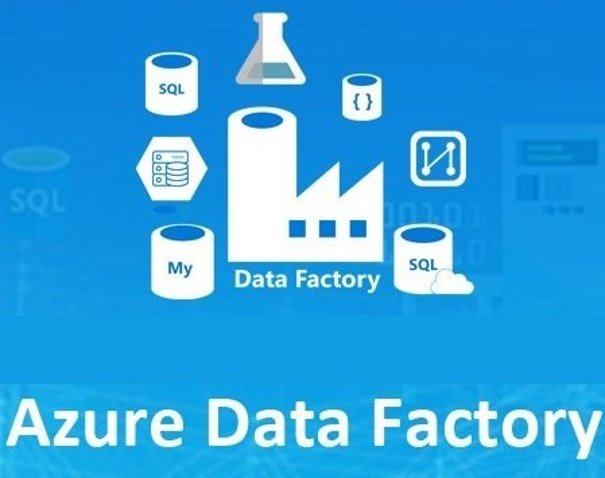 SQL
{ }
SQL
My
SQL
Data Factory
Azure Data Factory